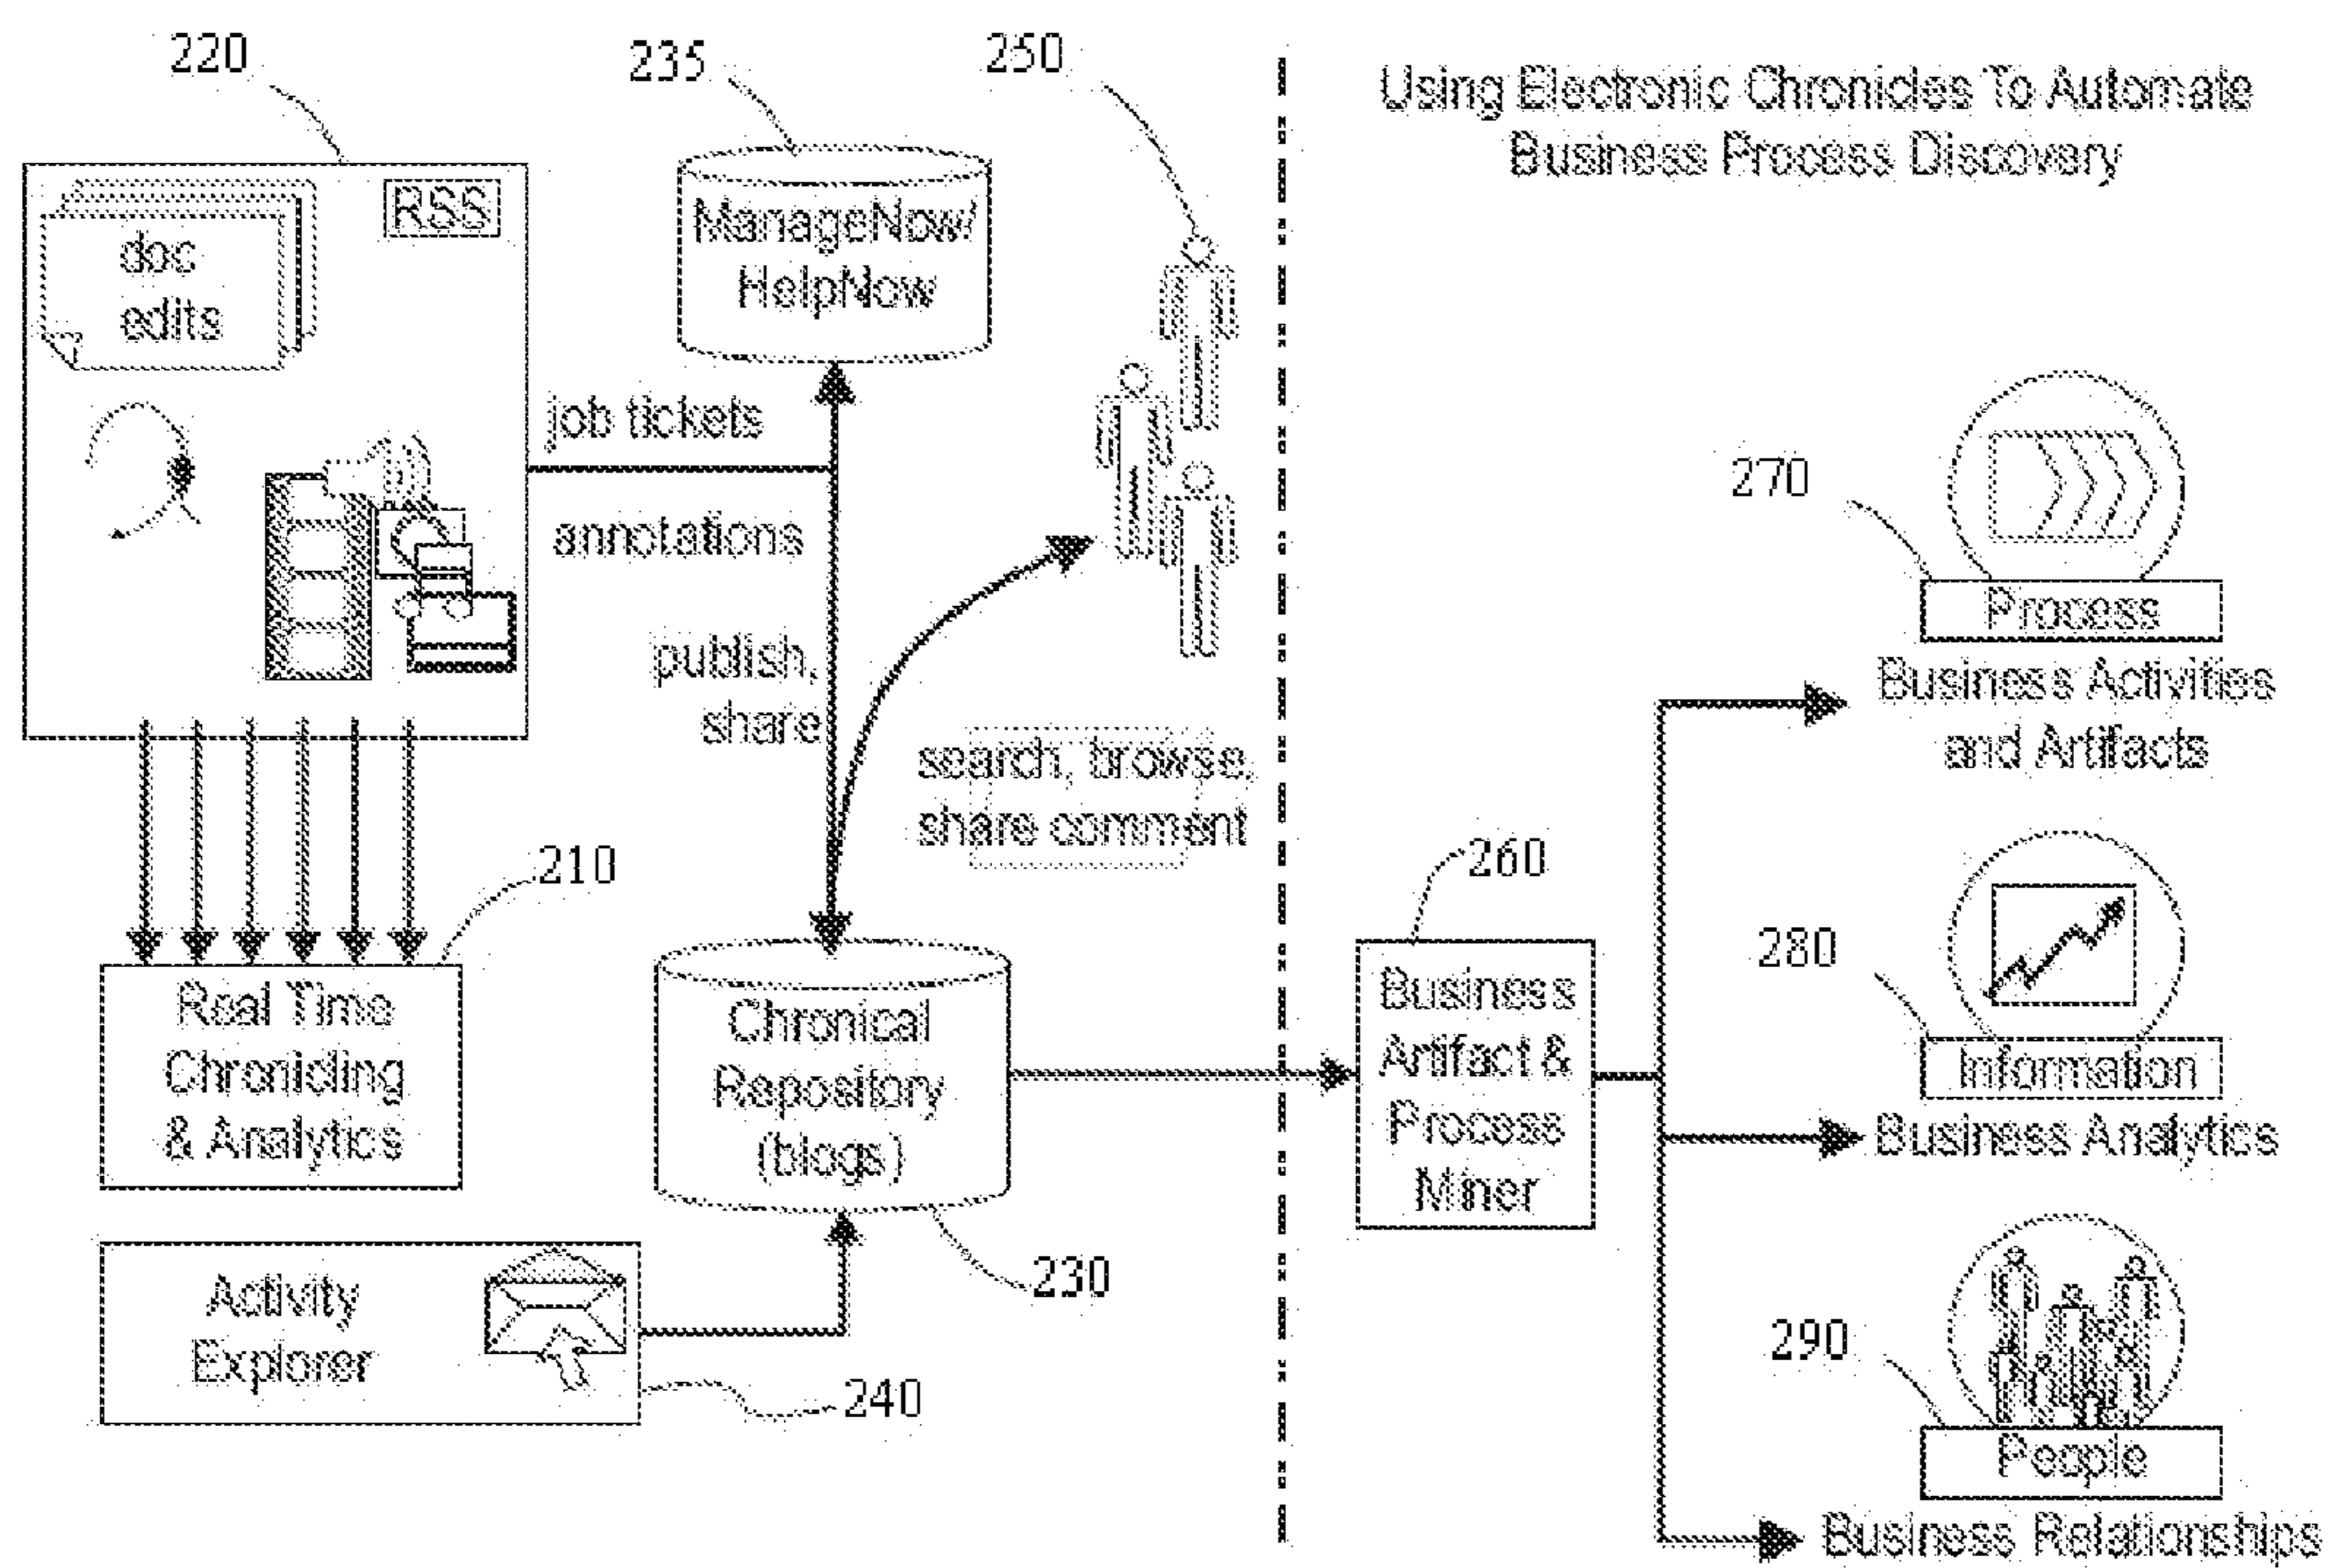 220
235
250
Using Electronic Chronicles To Automate
Business Process Discovery
RSS
doc
edits
ManageNow/
HelpNow
job tickets
annotations
publish,
share
search, browse,
share comment
210
Real Time
Chronicling
& Analytics
Chronical
Repository
(blogs)
230
Activity
Explorer
240
260
Business
Artifact &
Process
Miner
270
Process
Business Activities
and Artifacts
280
Information
Business Analytics
290
People
Business Relationships